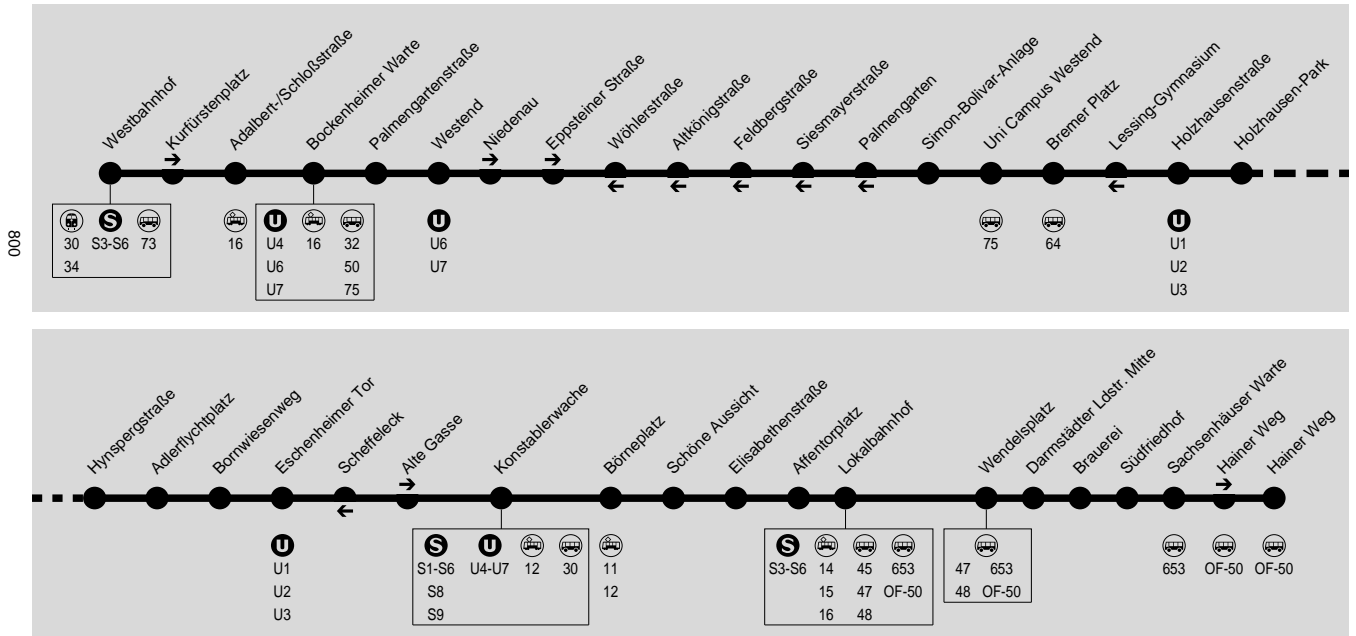 Westbahnhof
Kurfürstenplatz
Adalbert-/Schloßstraße
Bockenheimer Warte
Palmengartenstraße
Westend
Niedenau
Eppsteiner Straße
Wöhlerstraße
Altkönigstraße
Feldbergstraße
Siesmayerstraße
Palmengarten
Simon-Bolivar-Anlage
Uni Campus Westend
Bremer Platz
Lessing-Gymnasium
Holzhausenstraße
Holzhausen-Park
S U U U
30 S3-S6 73 16 U4 16 32 U6 75 64 U1
34 U6 50 U7 U2
U7 75 U3
800
Hynspergstraße
Adlerflychtplatz
Bornwiesenweg
Eschenheimer Tor
Scheffeleck
Alte Gasse
Konstablerwache
Börneplatz
Schöne Aussicht
Elisabethenstraße
Affentorplatz
Lokalbahnhof
Wendelsplatz
Darmstädter Ldstr. Mitte
Brauerei
Südfriedhof
Sachsenhäuser Warte
Hainer Weg
Hainer Weg
U S U S
U1 S1-S6 U4-U7 12 30 11 S3-S6 14 45 653 47 653 653 OF-50 OF-50
U2 S8 12 15 47 OF-50 48 OF-50
U3 S9 16 48